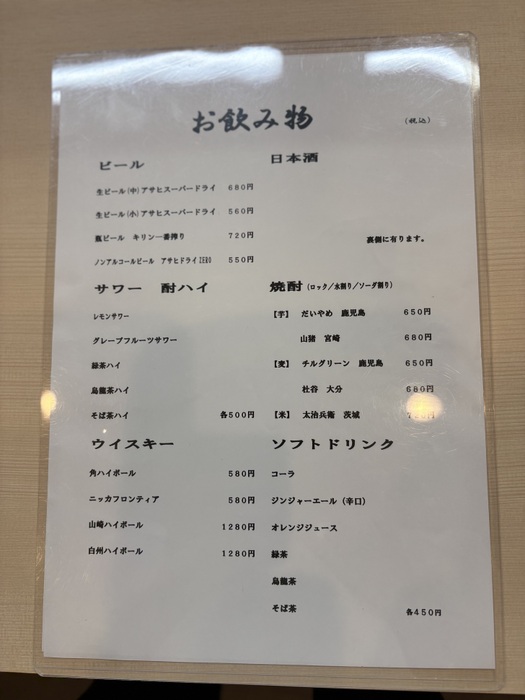 お飲み物
(税込)
ビール
生ビール(中)アサヒスーパードライ 680円
生ビール(小)アサヒスーパードライ 560円
瓶ビール キリン一番搾り 720円
ノンアルコールビール アサヒドライZERO 550円
日本酒
裏側に有ります。
サワー 酎ハイ
レモンサワー
グレープフルーツサワー
緑茶ハイ
烏龍茶ハイ
そば茶ハイ 各500円
焼酎(ロック/水割り/ソーダ割り)
【芋】 だいやめ 鹿児島 650円
山猪 宮崎 680円
【麦】 チルグリーン 鹿児島 650円
杜谷 大分 680円
【米】 太治兵衛 茨城
ウイスキー
角ハイボール 580円
ニッカフロンティア 580円
山崎ハイボール 1280円
白州ハイボール 1280円
ソフトドリンク
コーラ
ジンジャーエール(辛口)
オレンジジュース
緑茶
烏龍茶
そば茶 各450円